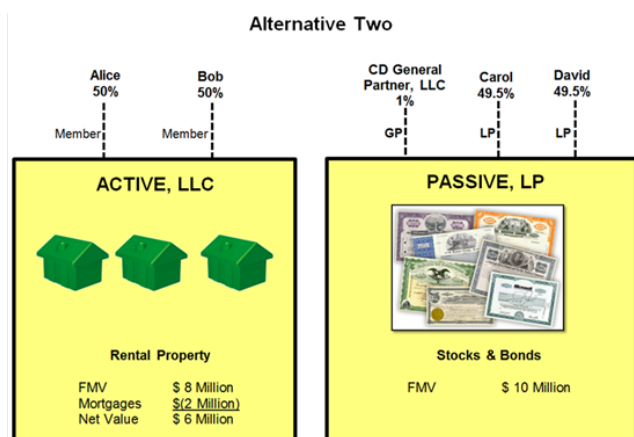 Alternative Two
Alice
50%
Bob
50%
CD General
Partner, LLC
1%
Carol
49.5%
David
49.5%
Member
Member
GP
LP
LP
ACTIVE, LLC
Rental Property
FMV $ 8 Million
Mortgages $(2 Million)
Net Value $ 6 Million
PASSIVE, LP
Stocks & Bonds
FMV $ 10 Million